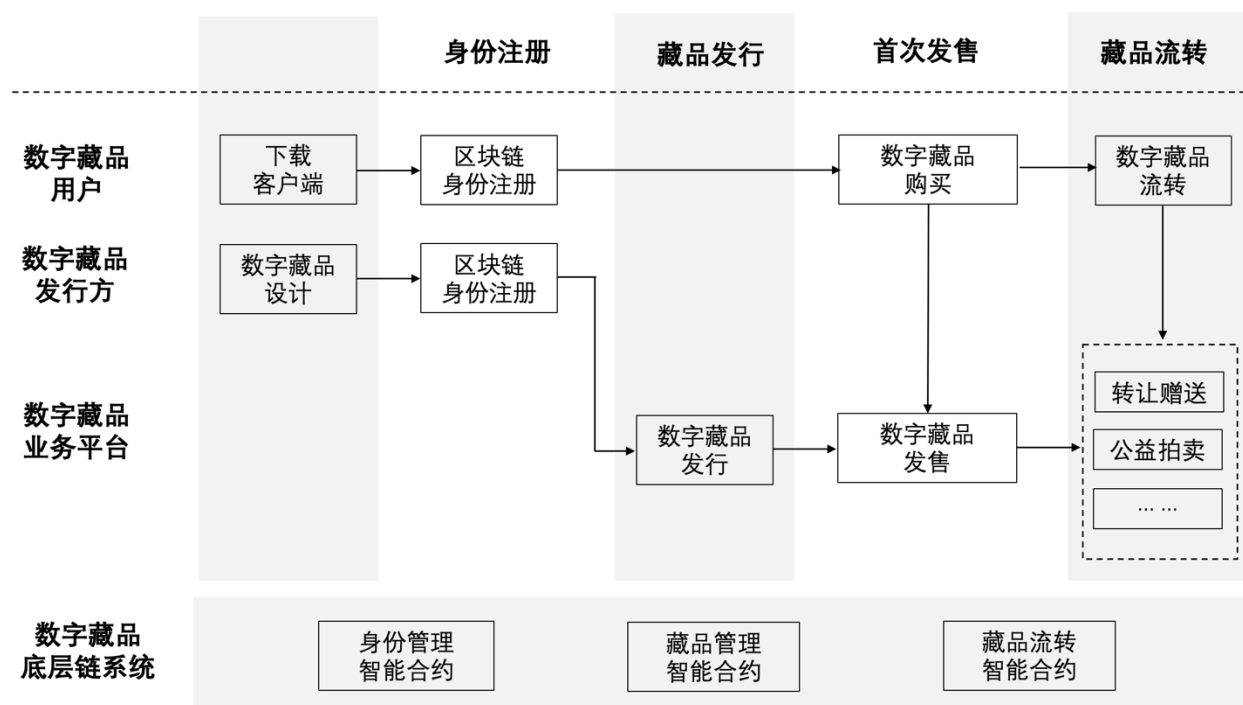 身份注册
藏品发行
首次发售
藏品流转
数字藏品
用户
下载
客户端
区块链
身份注册
数字藏品
购买
数字藏品
流转
数字藏品
发行方
数字藏品
设计
区块链
身份注册
数字藏品
业务平台
数字藏品
发行
数字藏品
发售
转让赠送
公益拍卖
... ...
数字藏品
底层链系统
身份管理
智能合约
藏品管理
智能合约
藏品流转
智能合约